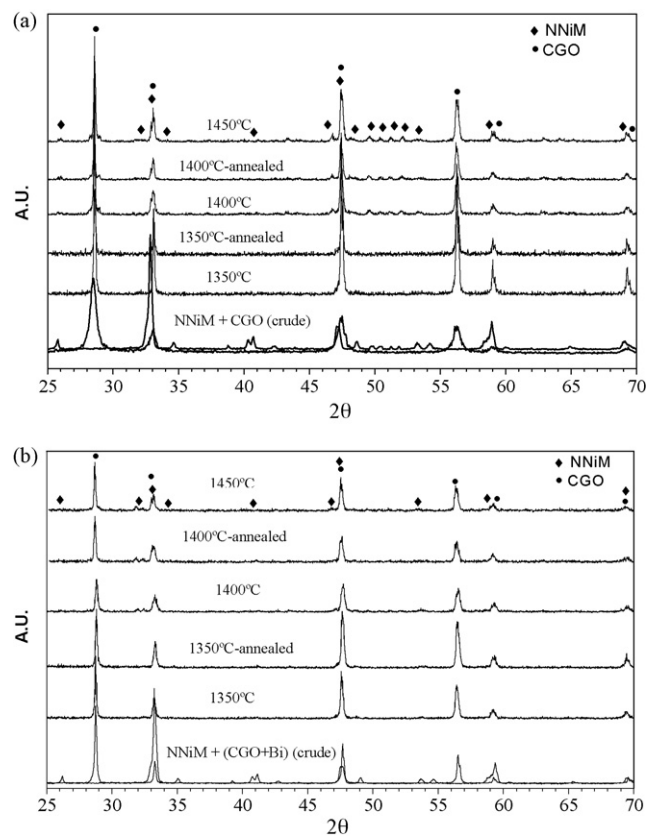 (a)
◆ NNiM
● CGO
1450ºC
1400ºC-annealed
1400ºC
1350ºC-annealed
1350ºC
NNiM + CGO (crude)
A.U.
25 30 35 40 45 50 55 60 65 70
2θ
(b)
◆ NNiM
● CGO
1450ºC
1400ºC-annealed
1400ºC
1350ºC-annealed
1350ºC
NNiM + (CGO+Bi) (crude)
A.U.
25 30 35 40 45 50 55 60 65 70
2θ